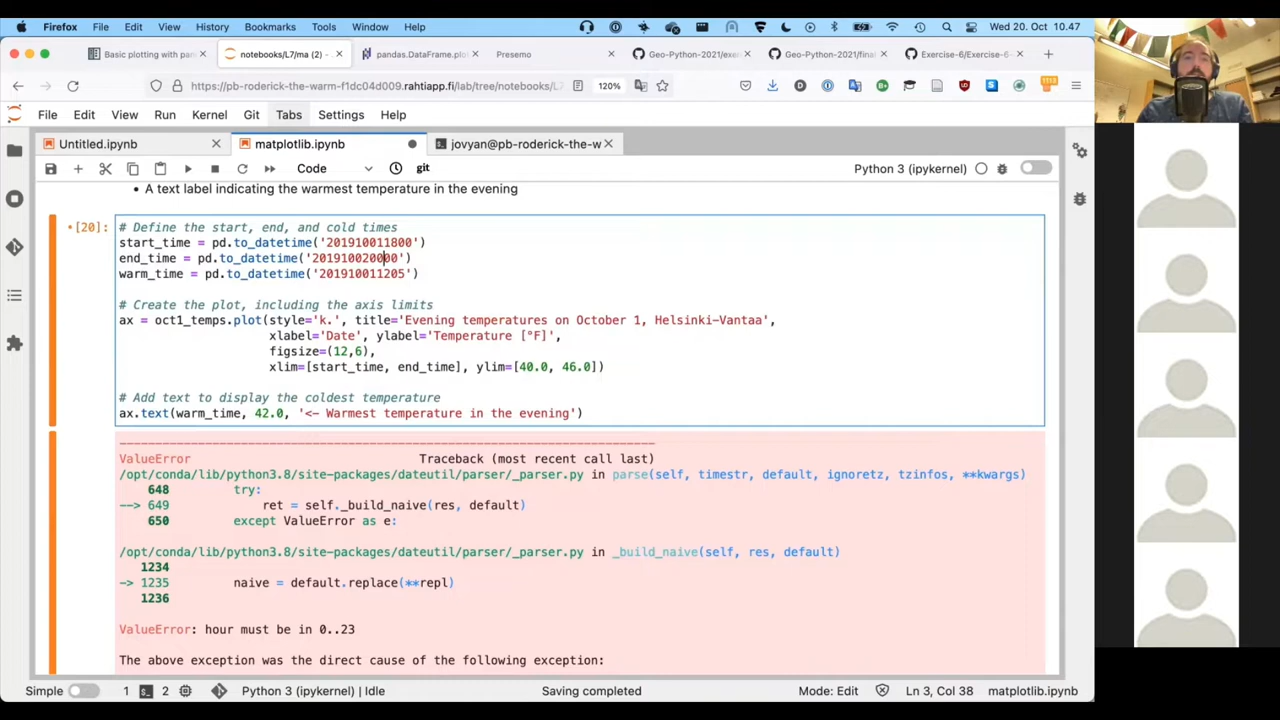 Firefox File Edit View History Bookmarks Tools Window Help Wed 20. Oct 10.47
Basic plotting with pan notebooks/L7/ma (2) - pandas.DataFrame.plo Presemo Geo-Python-2021/exer Geo-Python-2021/final Exercise-6/Exercise-6-
https://pb-roderick-the-warm-f1dc04d009.rahtiapp.fi/lab/tree/notebooks/L7 120%
File Edit View Run Kernel Git Tabs Settings Help
Untitled.ipynb matplotlib.ipynb jovyan@pb-roderick-the-w
Code git Python 3 (ipykernel)
• A text label indicating the warmest temperature in the evening
[20]: # Define the start, end, and cold times
start_time = pd.to_datetime('201910011800')
end_time = pd.to_datetime('201910020000')
warm_time = pd.to_datetime('201910011205')
# Create the plot, including the axis limits
ax = oct1_temps.plot(style='k.', title='Evening temperatures on October 1, Helsinki-Vantaa',
xlabel='Date', ylabel='Temperature [°F]',
figsize=(12,6),
xlim=[start_time, end_time], ylim=[40.0, 46.0])
# Add text to display the coldest temperature
ax.text(warm_time, 42.0, '<- Warmest temperature in the evening')
---------------------------------------------------------------------------
ValueError Traceback (most recent call last)
/opt/conda/lib/python3.8/site-packages/dateutil/parser/_parser.py in parse(self, timestr, default, ignoretz, tzinfos, **kwargs)
648 try:
--> 649 ret = self._build_naive(res, default)
650 except ValueError as e:
/opt/conda/lib/python3.8/site-packages/dateutil/parser/_parser.py in _build_naive(self, res, default)
1234
-> 1235 naive = default.replace(**repl)
1236
ValueError: hour must be in 0..23
The above exception was the direct cause of the following exception:
Simple 1 2 Python 3 (ipykernel) | Idle Saving completed Mode: Edit Ln 3, Col 38 matplotlib.ipynb